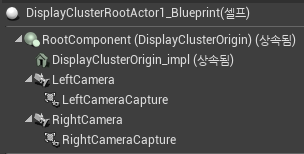 DisplayClusterRootActor1_Blueprint(셀프)
RootComponent (DisplayClusterOrigin) (상속됨)
DisplayClusterOrigin_impl (상속됨)
LeftCamera
LeftCameraCapture
RightCamera
RightCameraCapture